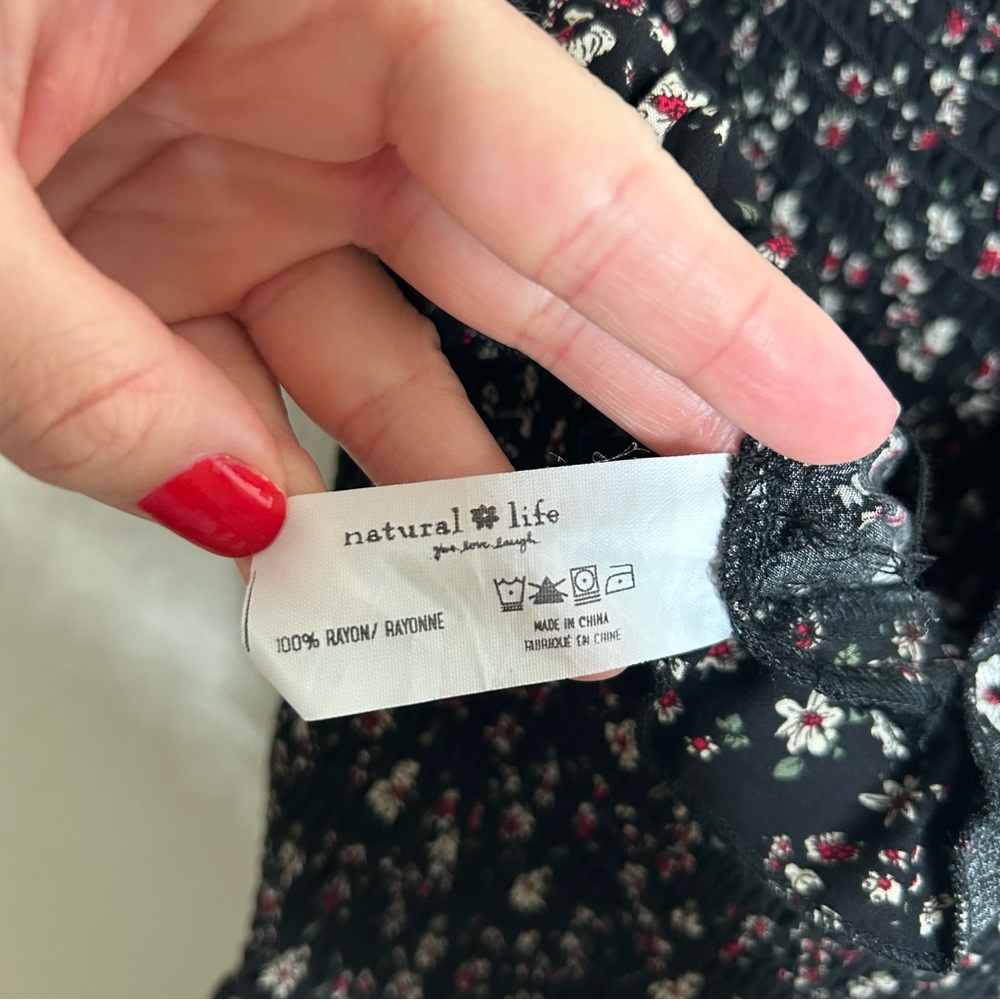 natural life
give. love. laugh.
100% RAYON/ RAYONNE
MADE IN CHINA
FABRIQUÉ EN CHINE